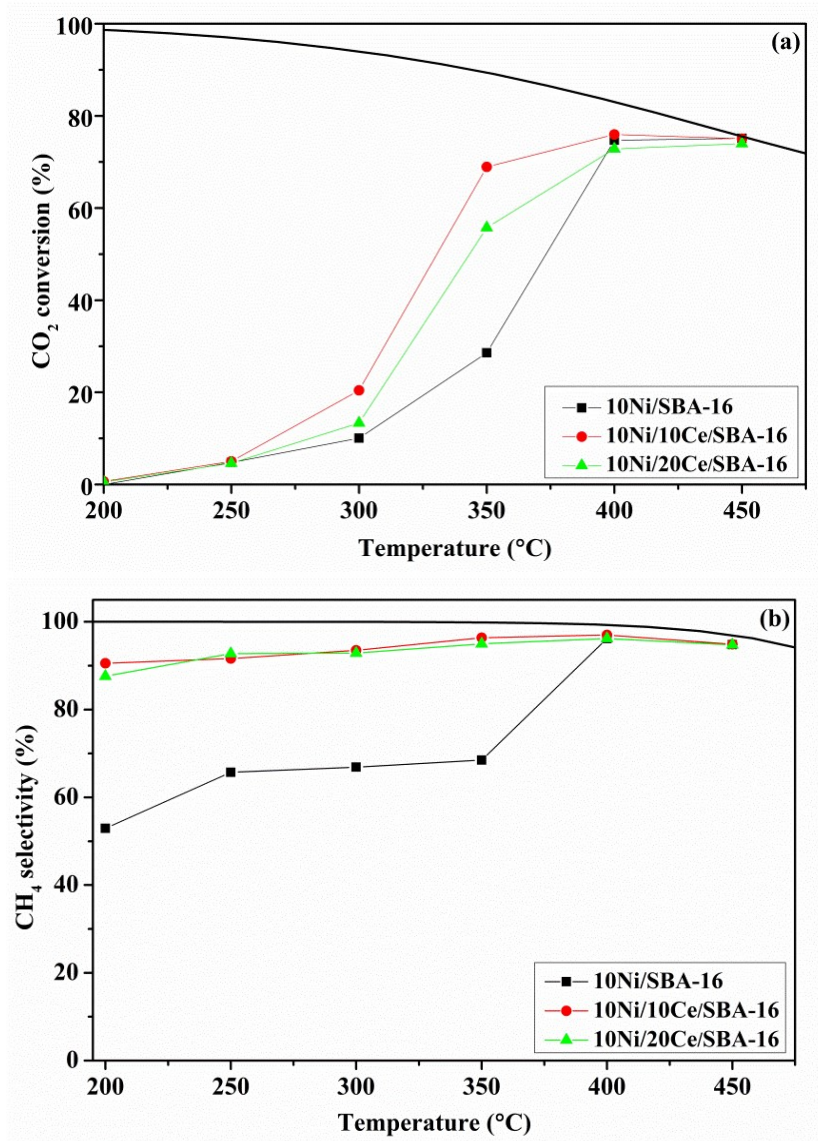 (a)
100
80
60
40
20
0
CO₂ conversion (%)
10Ni/SBA-16
10Ni/10Ce/SBA-16
10Ni/20Ce/SBA-16
200 250 300 350 400 450
Temperature (°C)
(b)
100
80
60
40
20
0
CH₄ selectivity (%)
10Ni/SBA-16
10Ni/10Ce/SBA-16
10Ni/20Ce/SBA-16
200 250 300 350 400 450
Temperature (°C)